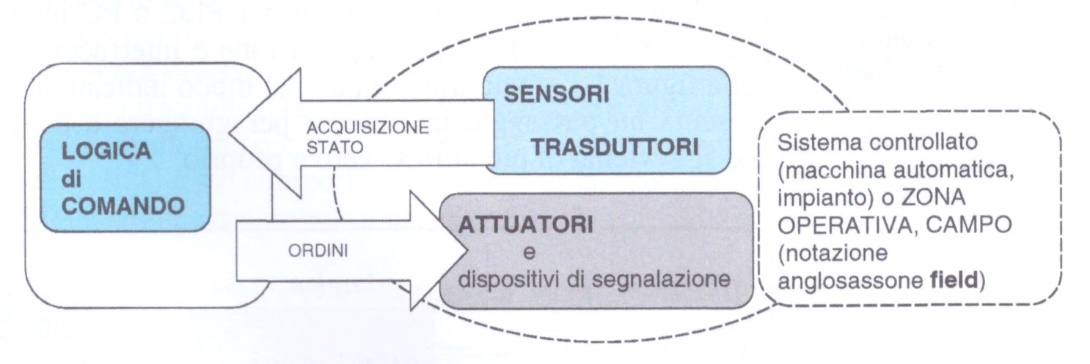 LOGICA
di
COMANDO
ACQUISIZIONE
STATO
SENSORI
TRASDUTTORI
ORDINI
ATTUATORI
e
dispositivi di segnalazione
Sistema controllato
(macchina automatica,
impianto) o ZONA
OPERATIVA, CAMPO
(notazione
anglosassone field)